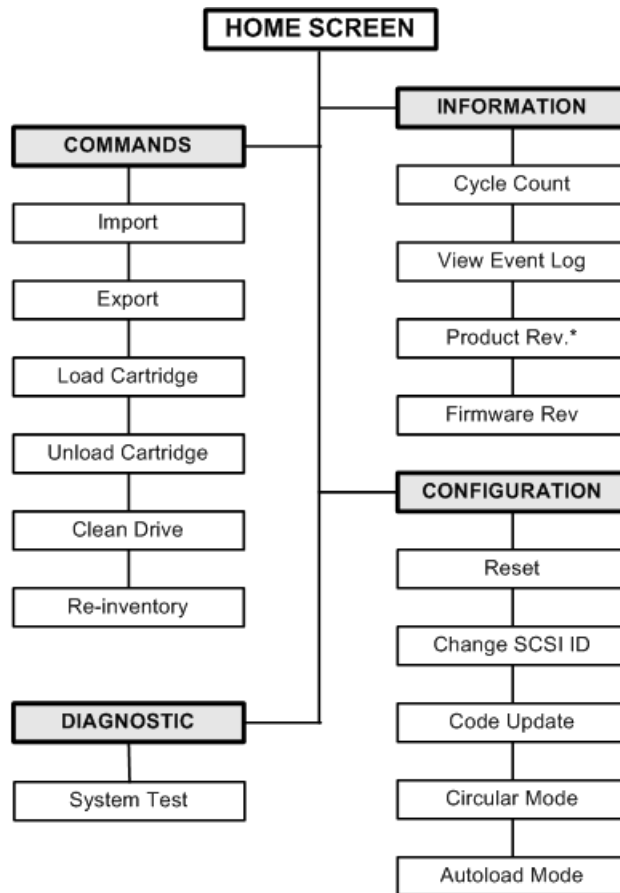 HOME SCREEN
COMMANDS
Import
Export
Load Cartridge
Unload Cartridge
Clean Drive
Re-inventory
DIAGNOSTIC
System Test
INFORMATION
Cycle Count
View Event Log
Product Rev.*
Firmware Rev
CONFIGURATION
Reset
Change SCSI ID
Code Update
Circular Mode
Autoload Mode